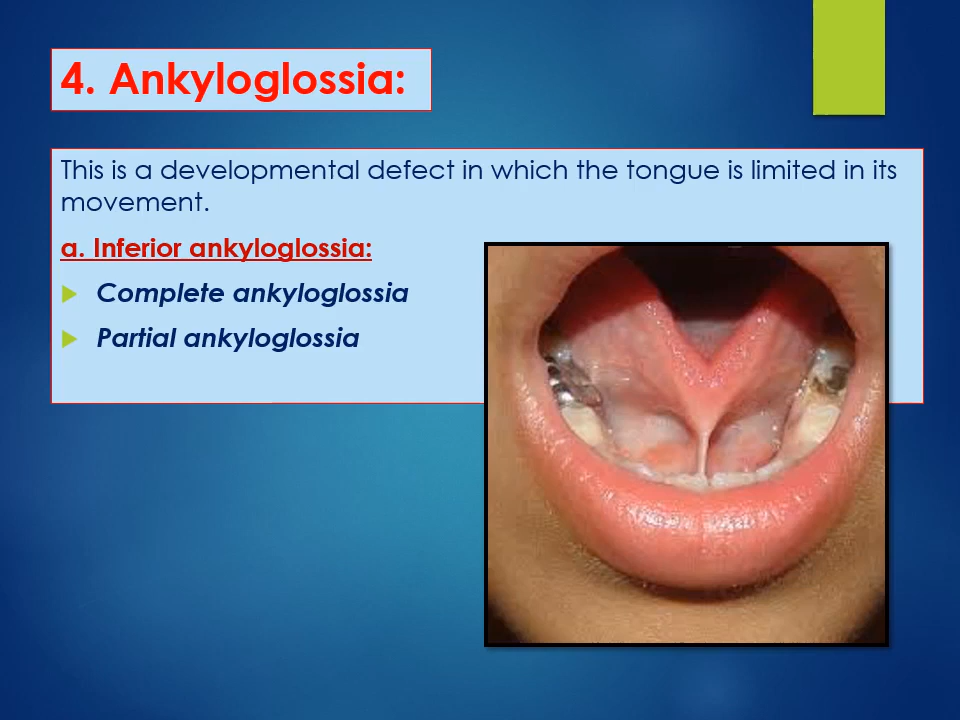 4. Ankyloglossia:
This is a developmental defect in which the tongue is limited in its
movement.
a. Inferior ankyloglossia:
Complete ankyloglossia
Partial ankyloglossia